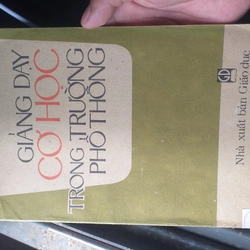 GIẢNG DẠY
CƠ HỌC
TRONG TRƯỜNG
PHỔ THÔNG
Nhà xuất bản Giáo dục